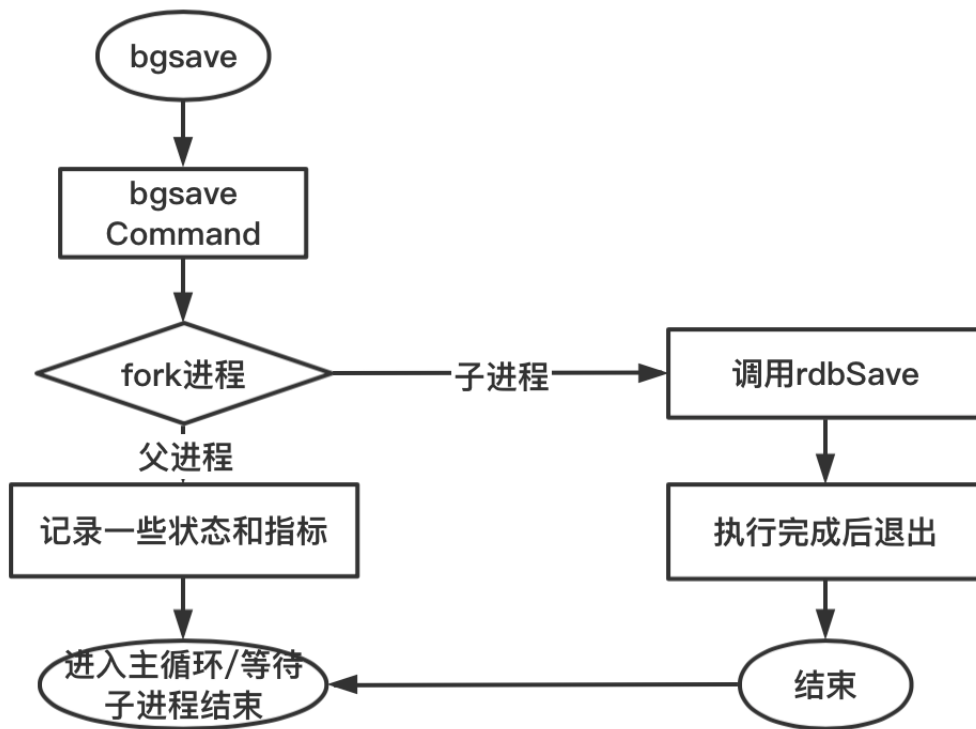 bgsave
bgsave
Command
fork进程
子进程
调用rdbSave
父进程
记录一些状态和指标
执行完成后退出
进入主循环/等待
子进程结束
结束